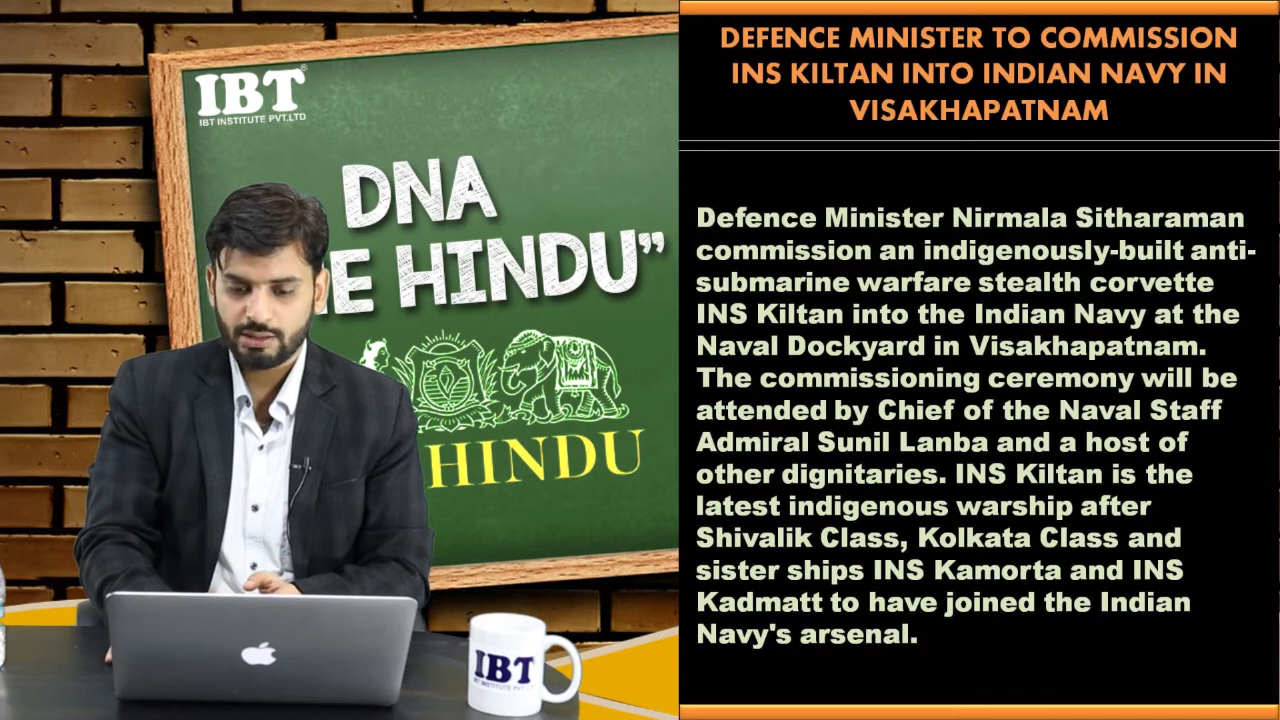 IBT
IBT INSTITUTE PVT.LTD
DNA
E HINDU”
HINDU
IBT
IBT INSTITUTE PVT.LTD
DEFENCE MINISTER TO COMMISSION
INS KILTAN INTO INDIAN NAVY IN
VISAKHAPATNAM
Defence Minister Nirmala Sitharaman
commission an indigenously-built anti-
submarine warfare stealth corvette
INS Kiltan into the Indian Navy at the
Naval Dockyard in Visakhapatnam.
The commissioning ceremony will be
attended by Chief of the Naval Staff
Admiral Sunil Lanba and a host of
other dignitaries. INS Kiltan is the
latest indigenous warship after
Shivalik Class, Kolkata Class and
sister ships INS Kamorta and INS
Kadmatt to have joined the Indian
Navy's arsenal.